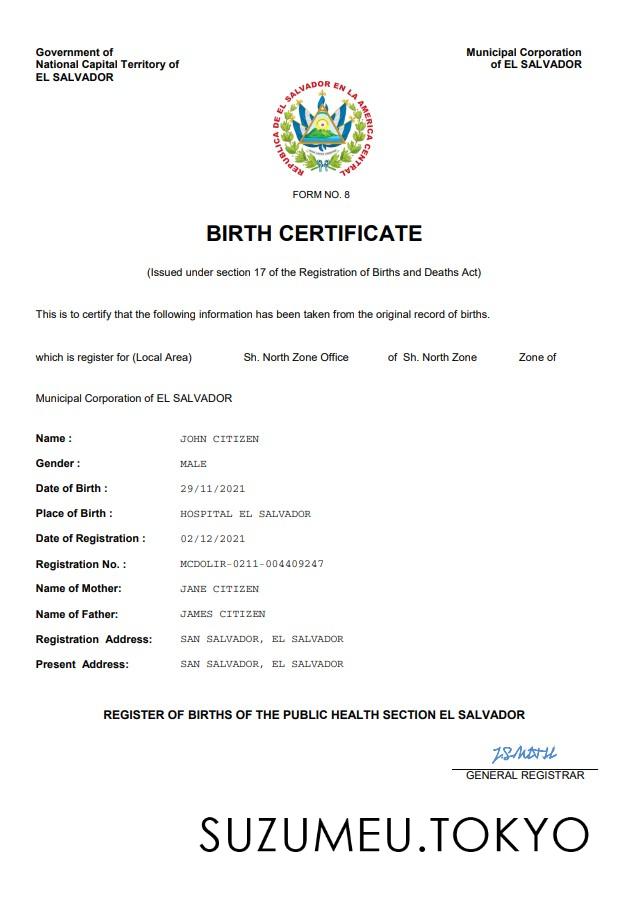 Government of
National Capital Territory of
EL SALVADOR
Municipal Corporation
of EL SALVADOR
REPUBLICA DE EL SALVADOR EN LA AMERICA CENTRAL
FORM NO. 8
BIRTH CERTIFICATE
(Issued under section 17 of the Registration of Births and Deaths Act)
This is to certify that the following information has been taken from the original record of births.
which is register for (Local Area) Sh. North Zone Office of Sh. North Zone Zone of
Municipal Corporation of EL SALVADOR
Name : JOHN CITIZEN
Gender : MALE
Date of Birth : 29/11/2021
Place of Birth : HOSPITAL EL SALVADOR
Date of Registration : 02/12/2021
Registration No. : MCDOLIR-0211-004409247
Name of Mother: JANE CITIZEN
Name of Father: JAMES CITIZEN
Registration Address: SAN SALVADOR, EL SALVADOR
Present Address: SAN SALVADOR, EL SALVADOR
REGISTER OF BIRTHS OF THE PUBLIC HEALTH SECTION EL SALVADOR
GENERAL REGISTRAR
SUZUMEU.TOKYO